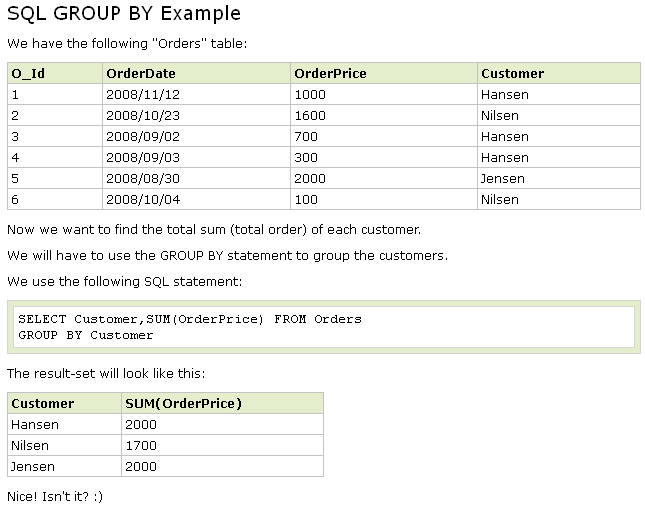 SQL GROUP BY Example
We have the following "Orders" table:
O_Id OrderDate OrderPrice Customer
1 2008/11/12 1000 Hansen
2 2008/10/23 1600 Nilsen
3 2008/09/02 700 Hansen
4 2008/09/03 300 Hansen
5 2008/08/30 2000 Jensen
6 2008/10/04 100 Nilsen
Now we want to find the total sum (total order) of each customer.
We will have to use the GROUP BY statement to group the customers.
We use the following SQL statement:
SELECT Customer,SUM(OrderPrice) FROM Orders
GROUP BY Customer
The result-set will look like this:
Customer SUM(OrderPrice)
Hansen 2000
Nilsen 1700
Jensen 2000
Nice! Isn't it? :)